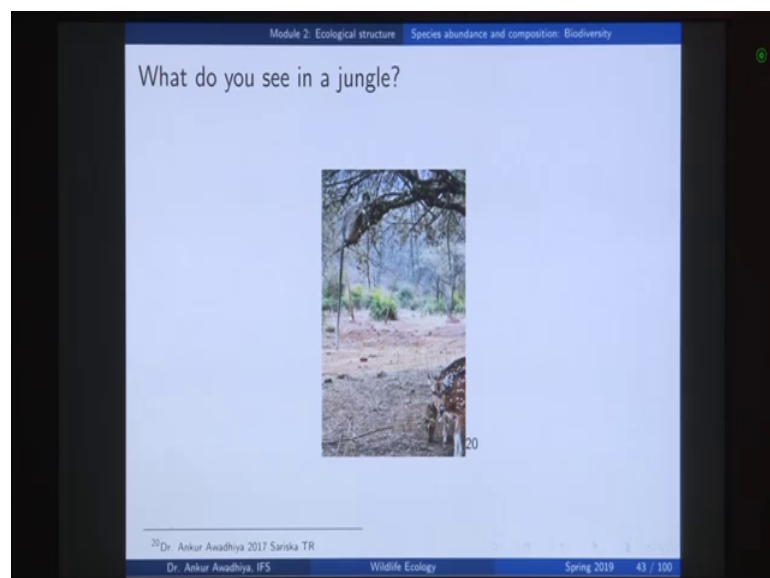 Module 2: Ecological structure Species abundance and composition: Biodiversity
What do you see in a jungle?
20
20Dr. Ankur Awadhiya 2017 Sariska TR
Dr. Ankur Awadhiya, IFS Wildlife Ecology Spring 2019 43 / 100